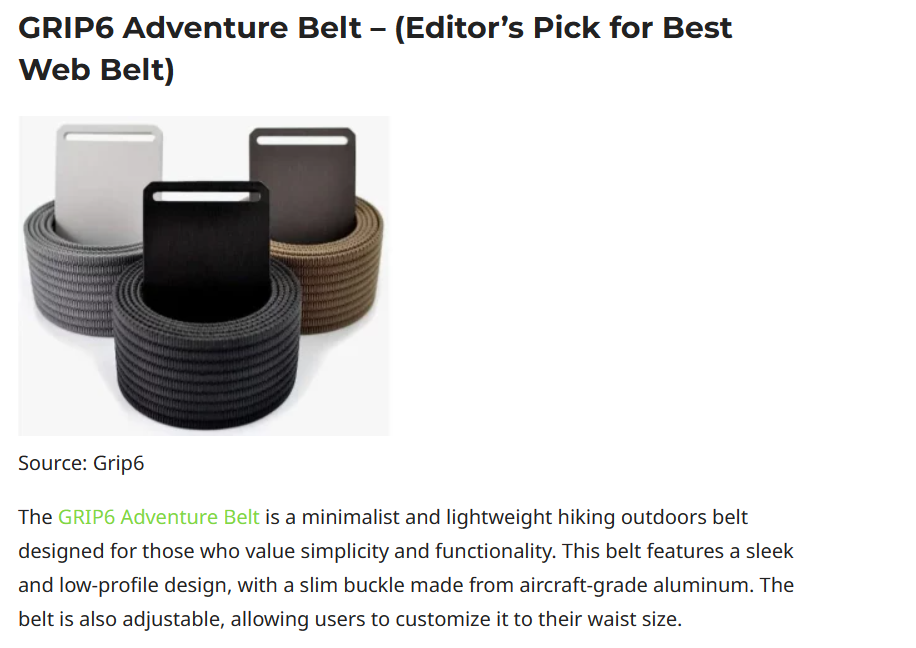 GRIP6 Adventure Belt – (Editor’s Pick for Best
Web Belt)
Source: Grip6
The GRIP6 Adventure Belt is a minimalist and lightweight hiking outdoors belt
designed for those who value simplicity and functionality. This belt features a sleek
and low-profile design, with a slim buckle made from aircraft-grade aluminum. The
belt is also adjustable, allowing users to customize it to their waist size.